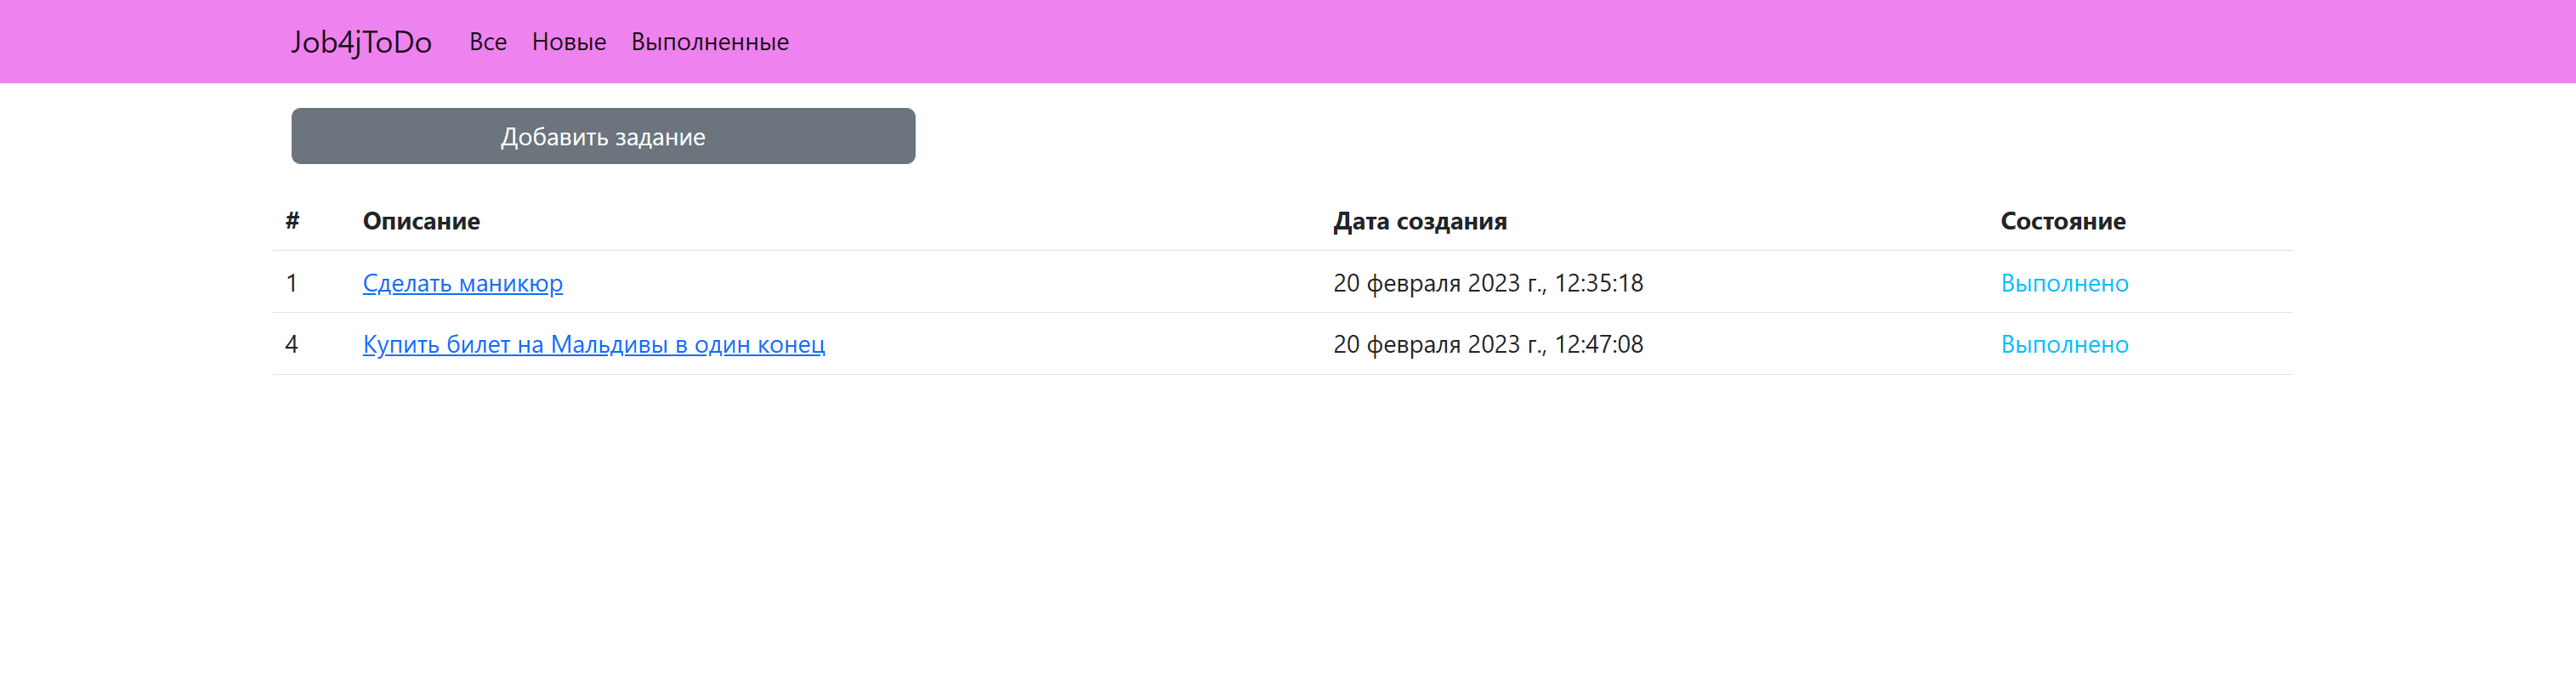 Job4jToDo Все Новые Выполненные
Добавить задание
# Описание Дата создания Состояние
1 Сделать маникюр 20 февраля 2023 г., 12:35:18 Выполнено
4 Купить билет на Мальдивы в один конец 20 февраля 2023 г., 12:47:08 Выполнено